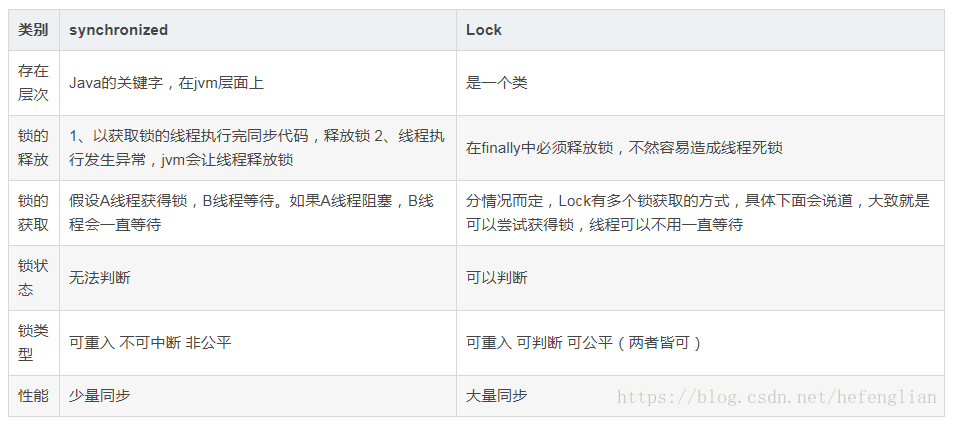 类别 synchronized Lock
存在
层次
Java的关键字，在jvm层面上
是一个类
锁的
释放
1、以获取锁的线程执行完同步代码，释放锁 2、线程执
行发生异常，jvm会让线程释放锁
在finally中必须释放锁，不然容易造成线程死锁
锁的
获取
假设A线程获得锁，B线程等待。如果A线程阻塞，B线
程会一直等待
分情况而定，Lock有多个锁获取的方式，具体下面会说道，大致就是
可以尝试获得锁，线程可以不用一直等待
锁状
态
无法判断
可以判断
锁类
型
可重入 不可中断 非公平
可重入 可判断 可公平（两者皆可）
性能 少量同步 大量同步
https://blog.csdn.net/hefenglian